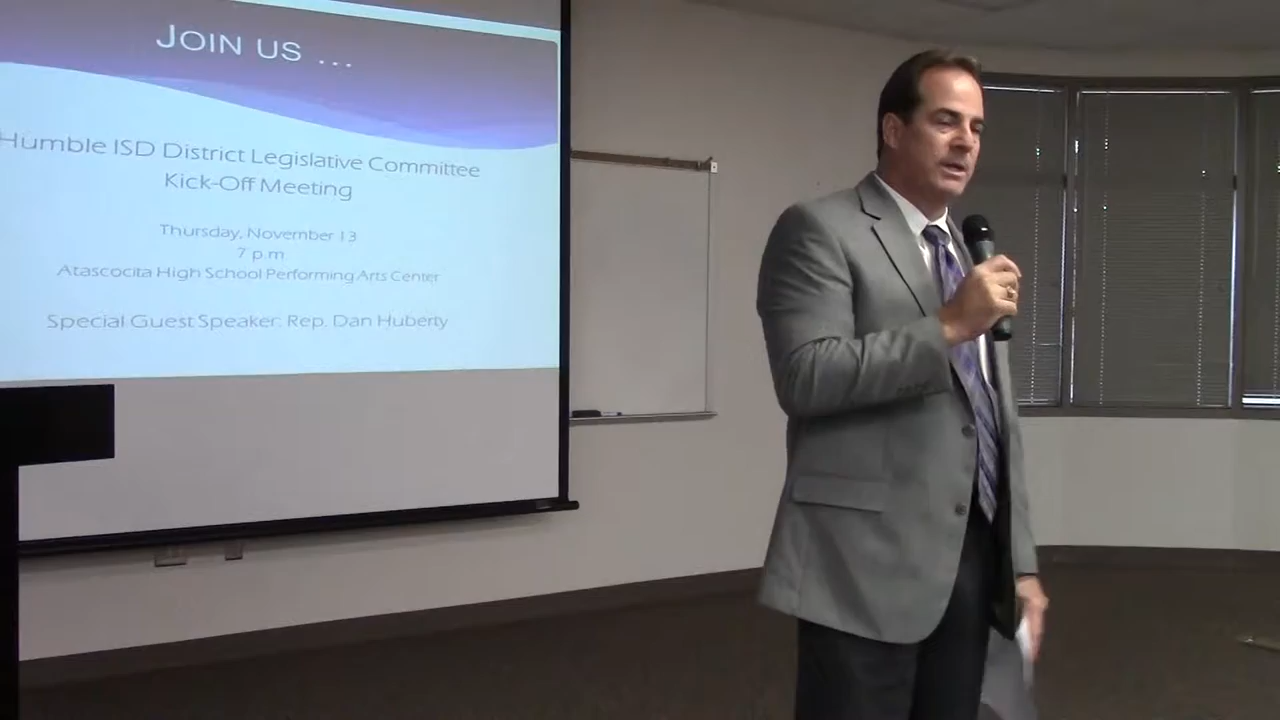 JOIN US ...
Humble ISD District Legislative Committee
Kick-Off Meeting
Thursday, November 13
7 p.m
Atascocita High School Performing Arts Center
Special Guest Speaker: Rep. Dan Huberty